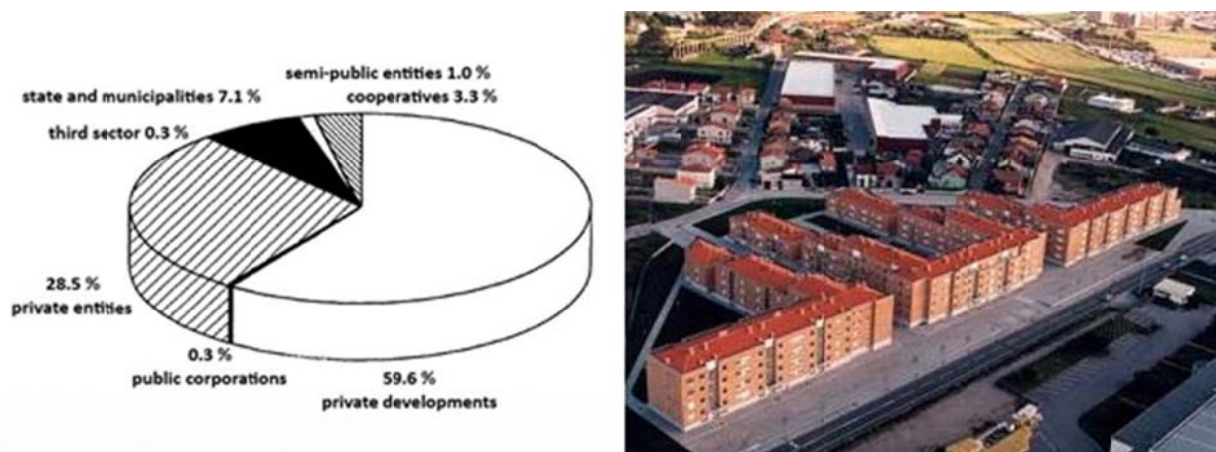 semi-public entities 1.0 %
state and municipalities 7.1 %
cooperatives 3.3 %
third sector 0.3 %
28.5 %
private entities
0.3 %
public corporations
59.6 %
private developments